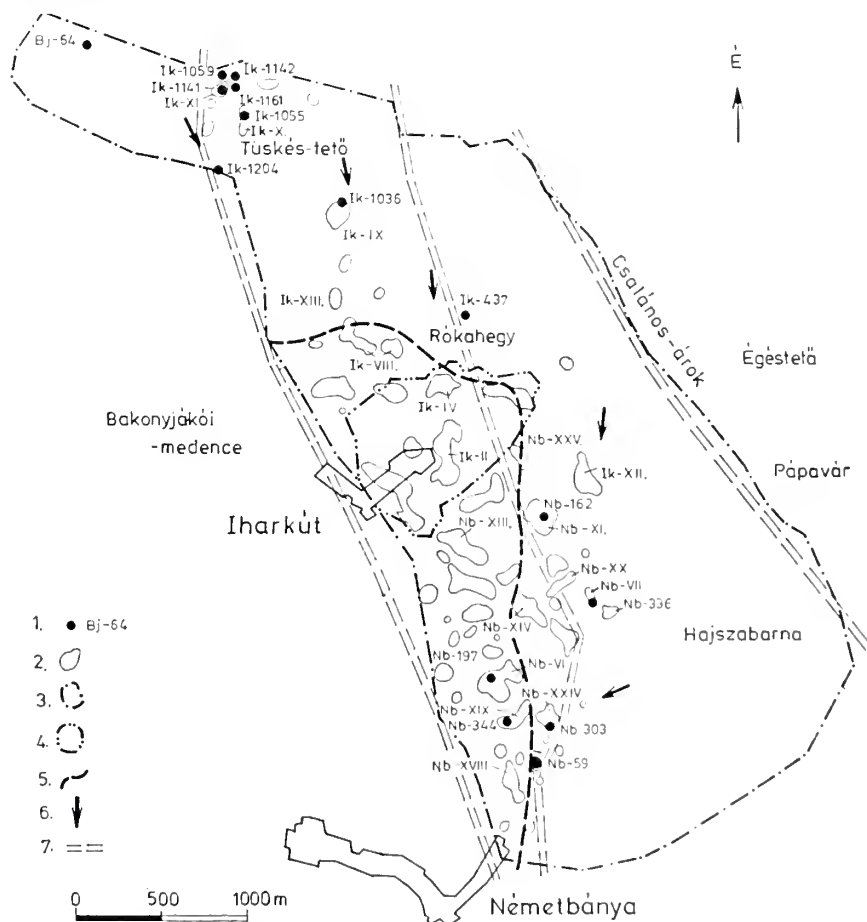 Bj-64
É
Ik-1059
Ik-1142
Ik-1141
Ik-XI.
Ik-1161
Ik-1055
Ik-X.
Tüskés-tető
Ik-1204
Ik-1036
Ik-IX
Ik-XIII.
Ik-437
Rókahegy
Csalános-árok
Égéstető
Ik-VIII.
Ik-IV
Bakonyjákói
-medence
Ik-II
Nb-XXV.
Ik-XII.
Pápavár
Iharkút
Nb-162
Nb-XIII.
Nb-XI.
Nb-XX
Nb-VII
Nb-336
Nb-XIV
Hajszabarna
Nb-197
Nb-VI
Nb-XXIV
Nb-XIX
Nb-344
Nb 303
Nb-XVIII
Nb-59
1. Bj-64
2.
3.
4.
5.
6.
7.
0 500 1000 m
Németbánya